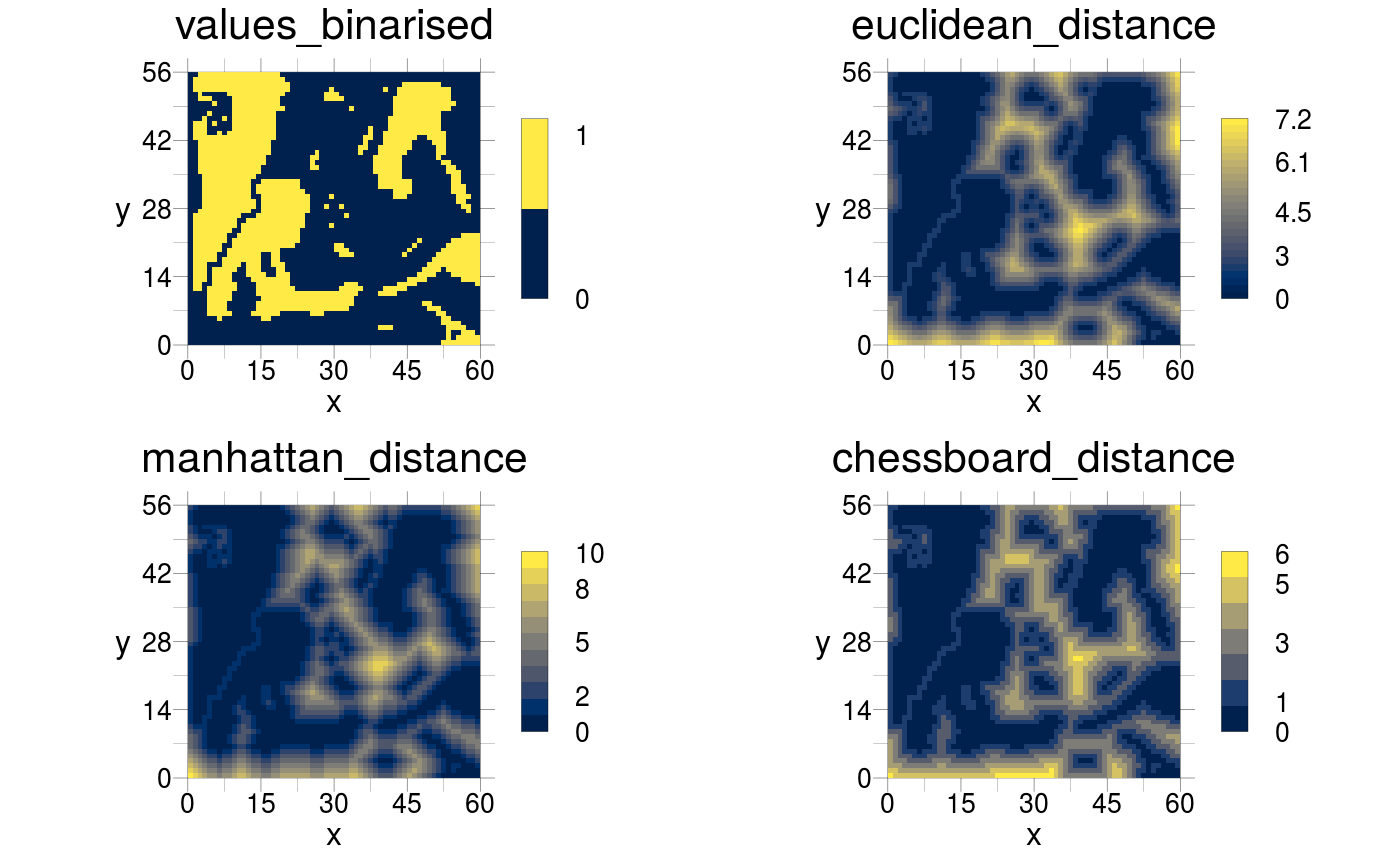 values_binarised
56
42
y 28
14
0
0 15 30 45 60
x
1
0
euclidean_distance
56
42
y 28
14
0
0 15 30 45 60
x
7.2
6.1
4.5
3
0
manhattan_distance
56
42
y 28
14
0
0 15 30 45 60
x
10
8
5
2
0
chessboard_distance
56
42
y 28
14
0
0 15 30 45 60
x
6
5
3
1
0